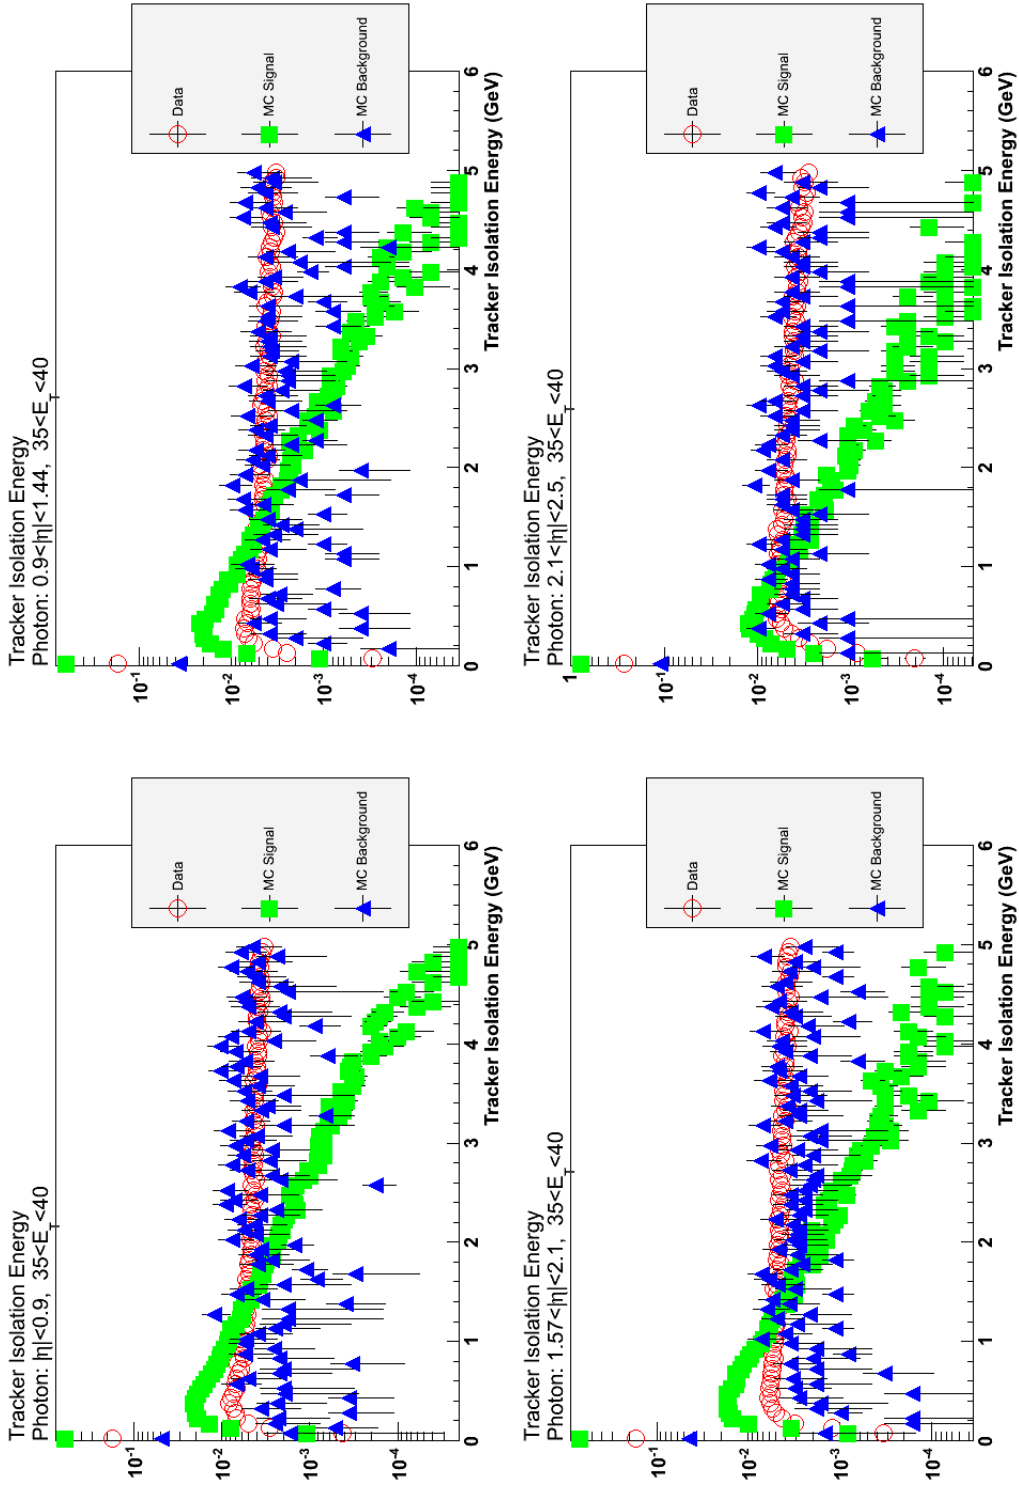 Tracker Isolation Energy
Photon: |η|<0.9, 35<E_T<40
10⁻¹
10⁻²
10⁻³
10⁻⁴
0 1 2 3 4 5 6
Tracker Isolation Energy (GeV)
Data
MC Signal
MC Background
Tracker Isolation Energy
Photon: 0.9<|η|<1.44, 35<E_T<40
10⁻¹
10⁻²
10⁻³
10⁻⁴
0 1 2 3 4 5 6
Tracker Isolation Energy (GeV)
Data
MC Signal
MC Background
Tracker Isolation Energy
Photon: 1.57<|η|<2.1, 35<E_T<40
10⁻¹
10⁻²
10⁻³
10⁻⁴
0 1 2 3 4 5 6
Tracker Isolation Energy (GeV)
Data
MC Signal
MC Background
Tracker Isolation Energy
Photon: 2.1<|η|<2.5, 35<E_T<40
1
10⁻¹
10⁻²
10⁻³
10⁻⁴
0 1 2 3 4 5 6
Tracker Isolation Energy (GeV)
Data
MC Signal
MC Background